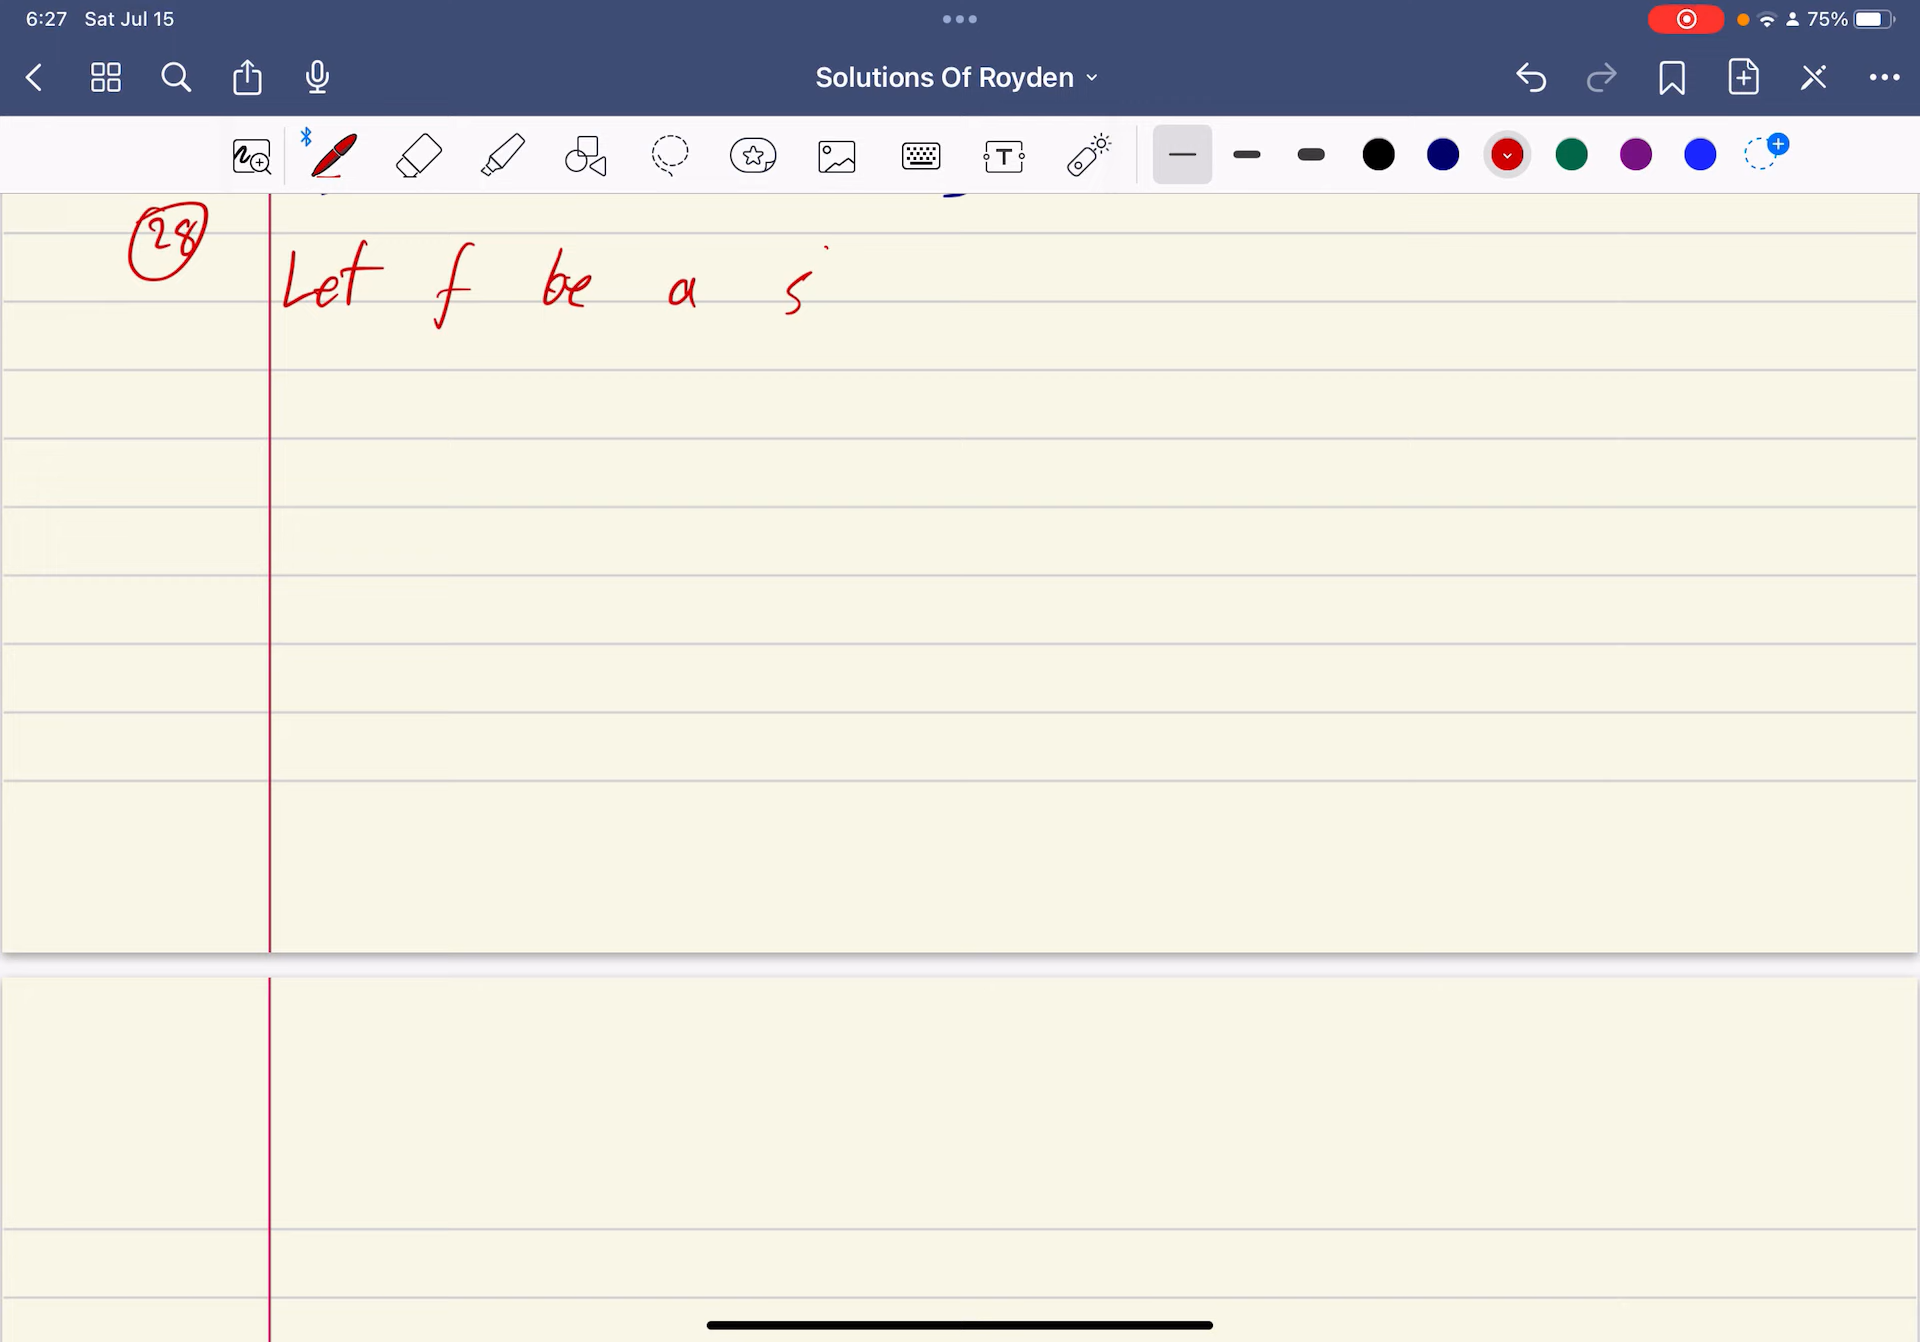 6:27 Sat Jul 15 75%
Solutions Of Royden
T
28
Let f be a s